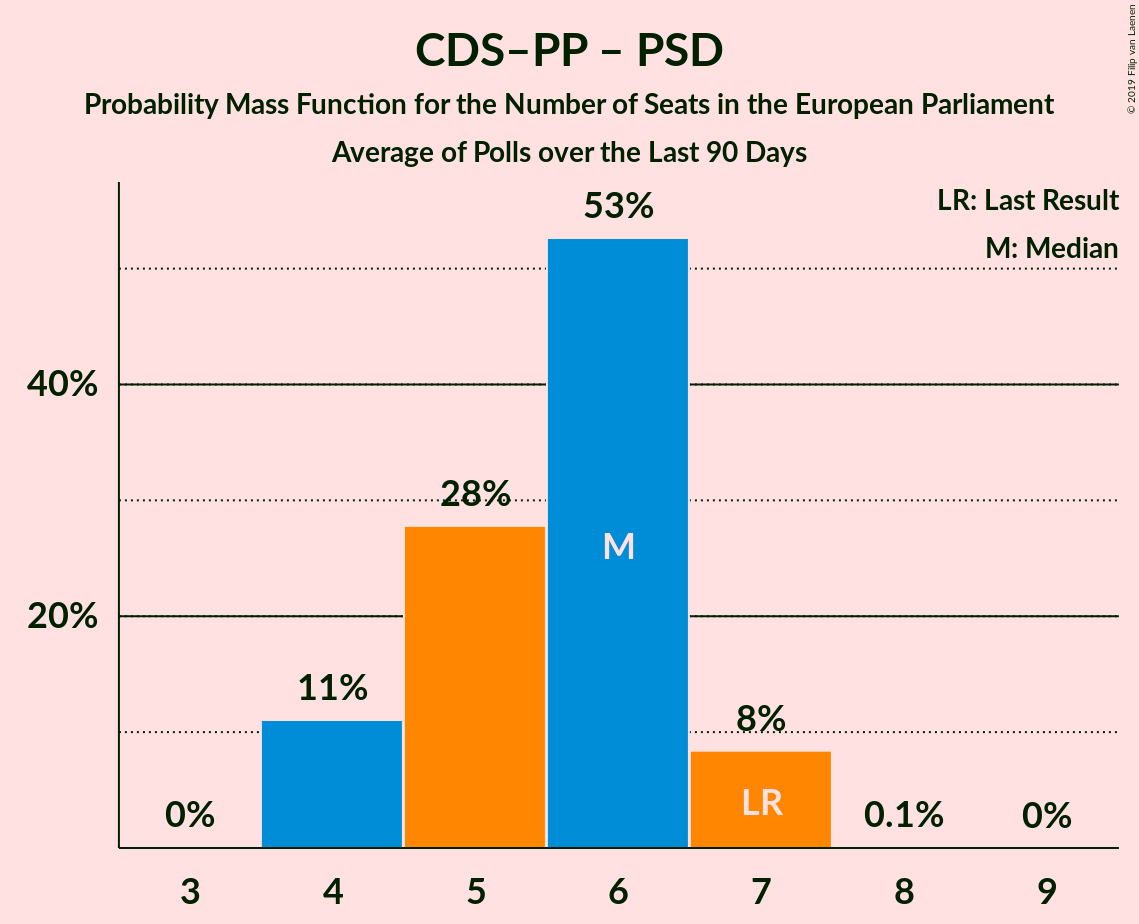 CDS–PP – PSD
Probability Mass Function for the Number of Seats in the European Parliament
Average of Polls over the Last 90 Days
© 2019 Filip van Laenen
LR: Last Result
M: Median
53%
40%
28%
M
20%
11%
8%
LR
0%
0.1%
0%
3 4 5 6 7 8 9